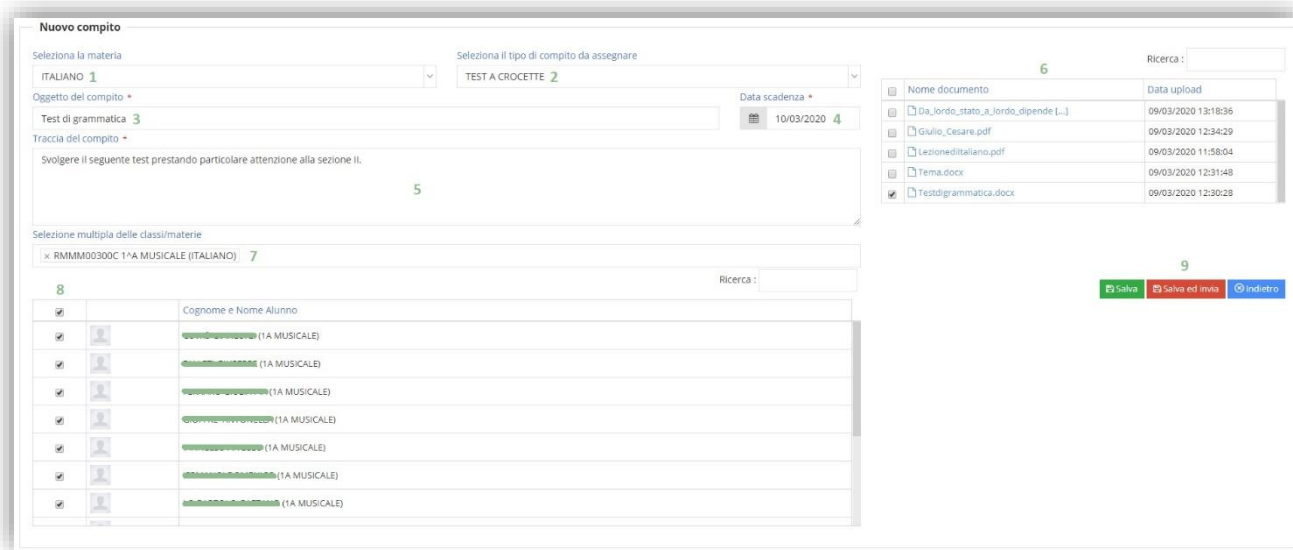 Nuovo compito
Seleziona la materia
ITALIANO 1
Seleziona il tipo di compito da assegnare
TEST A CROCETTE 2
Oggetto del compito *
Test di grammatica 3
Data scadenza *
10/03/2020 4
Traccia del compito *
Svolgere il seguente test prestando particolare attenzione alla sezione II.
5
Selezione multipla delle classi/materie
× RMMM00300C 1^A MUSICALE (ITALIANO) 7
Ricerca :
8
Cognome e Nome Alunno
(1A MUSICALE)
(1A MUSICALE)
(1A MUSICALE)
(1A MUSICALE)
(1A MUSICALE)
(1A MUSICALE)
(1A MUSICALE)
6
Ricerca :
Nome documento Data upload
Da_lordo_stato_a_lordo_dipende [...] 09/03/2020 13:18:36
Giulio_Cesare.pdf 09/03/2020 12:34:29
Lezionedittaliano.pdf 09/03/2020 11:58:04
Tema.docx 09/03/2020 12:31:48
Testdigrammatica.docx 09/03/2020 12:30:28
9
Salva Salva ed invia Indietro